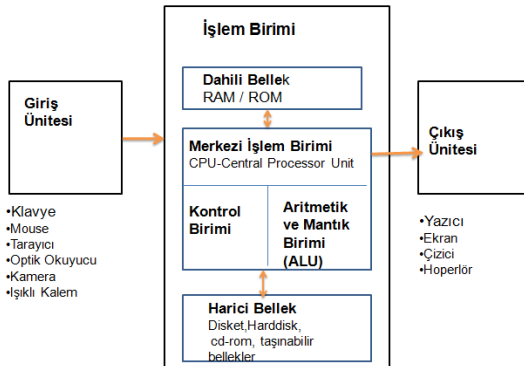 İşlem Birimi
Dahili Bellek
RAM / ROM
Giriş
Ünitesi
Merkezi İşlem Birimi
CPU-Central Processor Unit
Kontrol
Birimi
Aritmetik
ve Mantık
Birimi
(ALU)
Çıkış
Ünitesi
•Klavye
•Mouse
•Tarayıcı
•Optik Okuyucu
•Kamera
•Işıklı Kalem
•Yazıcı
•Ekran
•Çizici
•Hoperlör
Harici Bellek
Disket,Harddisk,
cd-rom, taşınabilir
bellekler